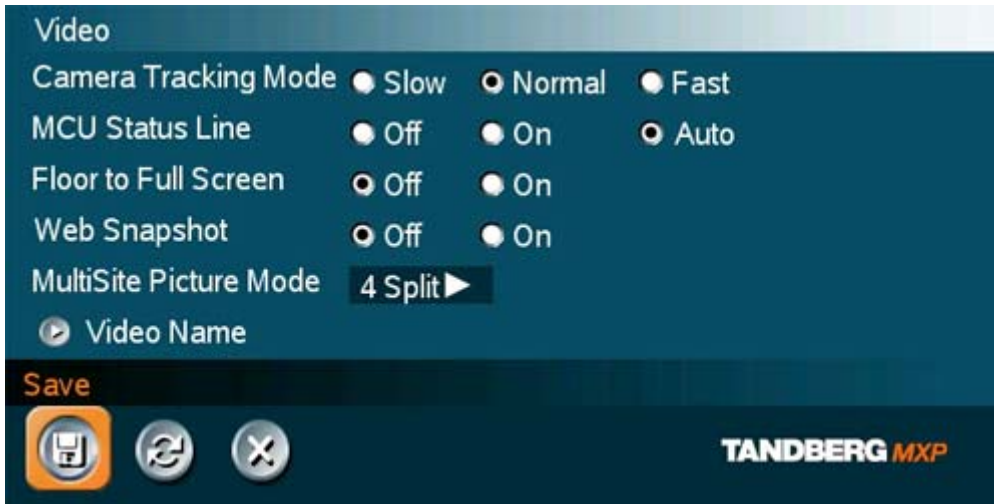 Video
Camera Tracking Mode Slow Normal Fast
MCU Status Line Off On Auto
Floor to Full Screen Off On
Web Snapshot Off On
MultiSite Picture Mode 4 Split
Video Name
Save
TANDBERG MXP